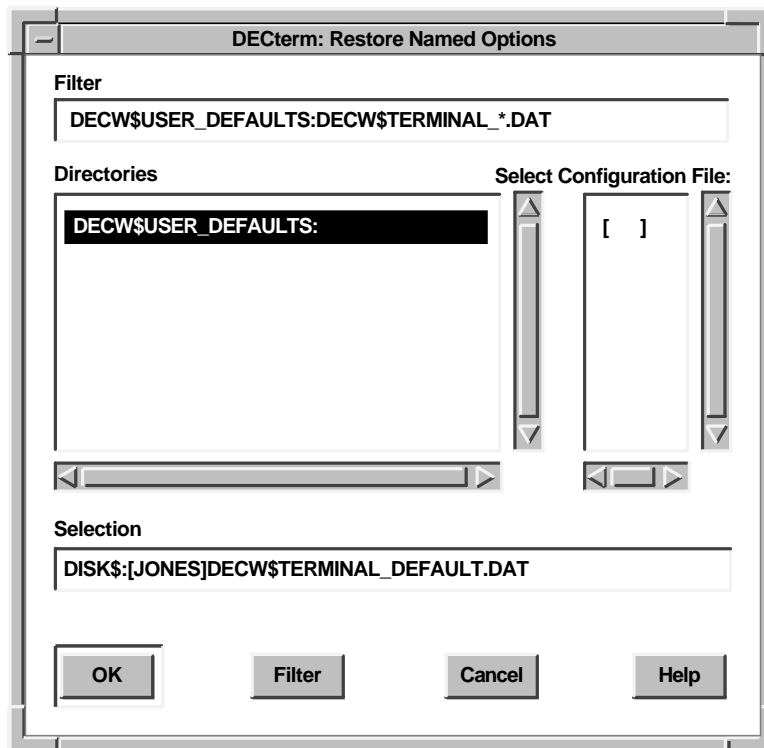 DECterm: Restore Named Options
Filter
DECW$USER_DEFAULTS:DECW$TERMINAL_*.DAT
Directories
Select Configuration File:
DECW$USER_DEFAULTS:
[ ]
Selection
DISK$:[JONES]DECW$TERMINAL_DEFAULT.DAT
OK
Filter
Cancel
Help